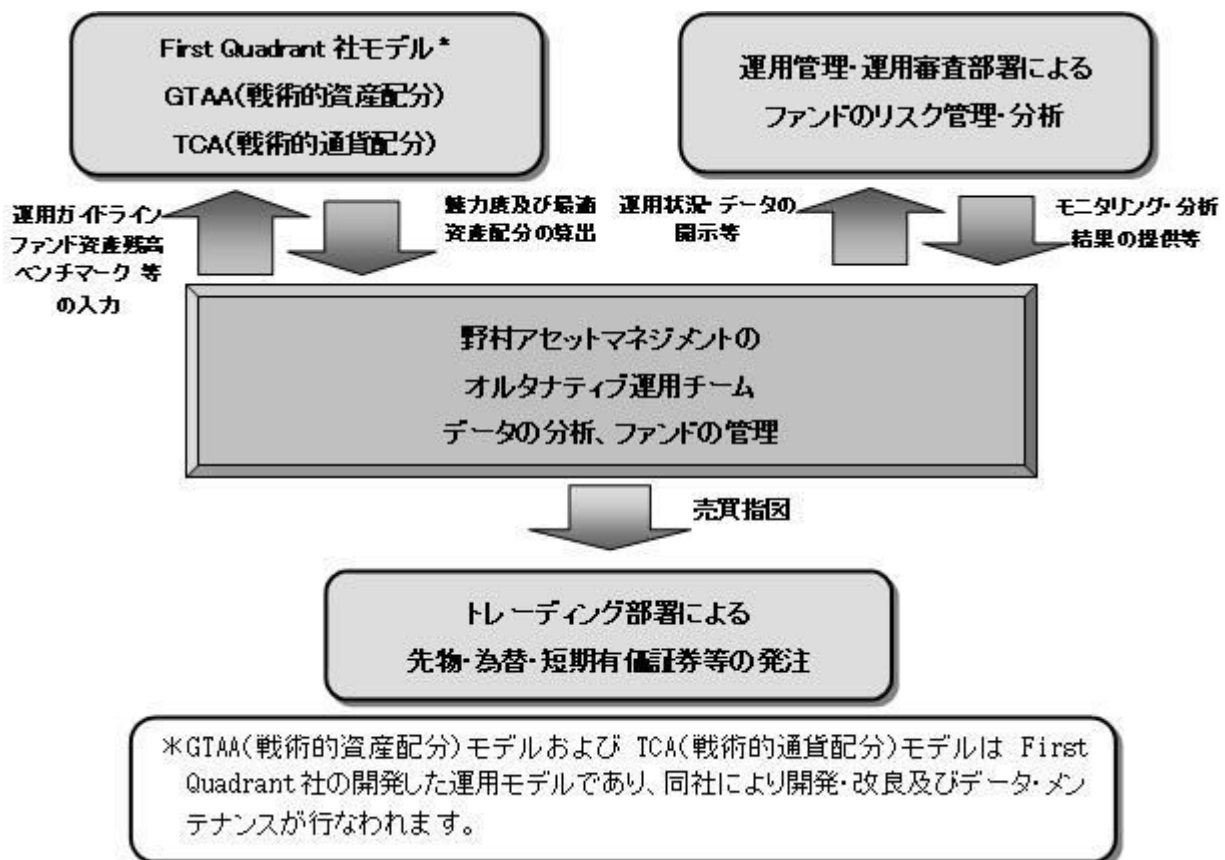 First Quadrant 社モデル*
GTAA(戦術的資産配分)
TCA(戦術的通貨配分)
運用管理・運用審査部署による
ファンドのリスク管理・分析
運用ガイドライン
ファンド資産残高
ベンチマーク 等
の入力
魅力度及び最適
資産配分の算出
運用状況・データの
開示等
モニタリング・分析
結果の提供等
野村アセットマネジメントの
オルタナティブ運用チーム
データの分析、ファンドの管理
売買指図
トレーディング部署による
先物・為替・短期有価証券等の発注
*GTAA(戦術的資産配分)モデルおよび TCA(戦術的通貨配分)モデルは First
Quadrant 社の開発した運用モデルであり、同社により開発・改良及びデータ・メン
テナンスが行なわれます。